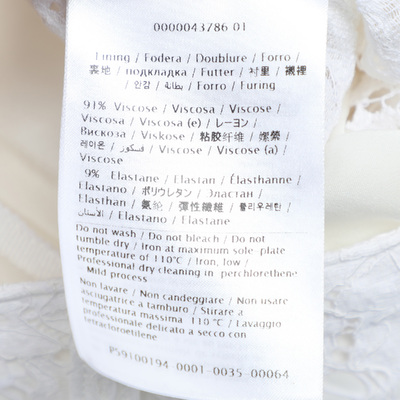 0000043786 01
Lining / Fodera / Doublure / Forro /
裏地 / подкладка / Futter / 衬里 / 襯裡
/ 안감 / بطانة / Forro / Furing
91% Viscose / Viscosa / Viscose /
Viscosa / Viscosa (e) / レーヨン /
Вискоза / Viskose / 粘胶纤维 / 嫘縈 /
레이온 / فسكوز / Viscose (a) /
Viscose
9% Elastane / Elastan / Élasthanne /
Elastano / ポリウレタン / Эластан /
Elasthan / 氨纶 / 彈性纖維 / 폴리우레탄 /
الاستان / Elastano / Elastane
Do not wash / Do not bleach / Do not
tumble dry / Iron at maximum sole-plate
temperature of 110°C / Iron, low /
Professional dry cleaning in perchlorethene
Mild process
Non lavare / Non candeggiare / Non usare
asciugatrice a tamburo / Stirare a
temperatura massima 110°C / Lavaggio
professionale delicato a secco con
tetracloroetilene
P59100194-0001-0035-00064